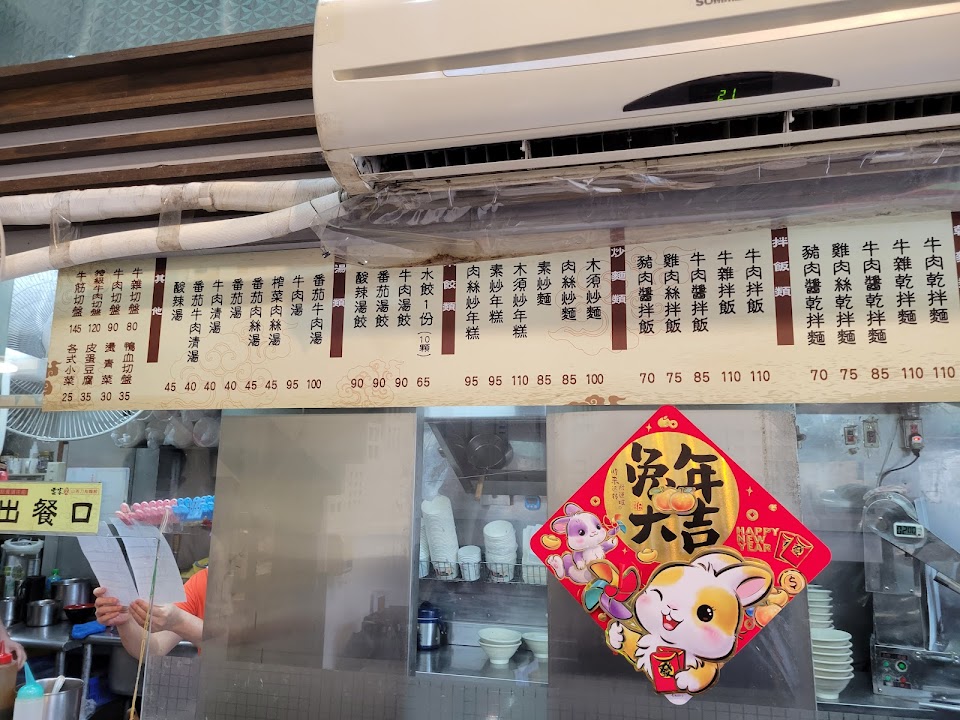 21
牛肉乾拌麵 110
牛雜乾拌麵 110
牛肉醬乾拌麵 85
雞肉絲乾拌麵 75
豬肉醬乾拌麵 70
拌飯類
牛肉拌飯 110
牛雜拌飯 110
牛肉醬拌飯 85
雞肉絲拌飯 75
豬肉醬拌飯 70
炒麵類
木須炒麵 100
肉絲炒麵 85
素炒麵 85
木須炒年糕 110
素炒年糕 95
肉絲炒年糕 95
餃類
水餃1份(10顆) 65
牛肉湯餃 90
番茄湯餃 90
酸辣湯餃 90
湯類
番茄牛肉湯 100
牛肉湯 95
榨菜肉絲湯 45
番茄肉絲湯 45
番茄湯 40
牛肉清湯 40
番茄牛肉清湯 40
酸辣湯 45
其他
牛雜切盤 80
牛肉切盤 90
特級牛肉切盤 120
牛筋切盤 145
鴨血切盤 35
燙青菜 30
皮蛋豆腐 35
各式小菜 25
出餐口
兔年
大吉
HAPPY
NEW
YEAR